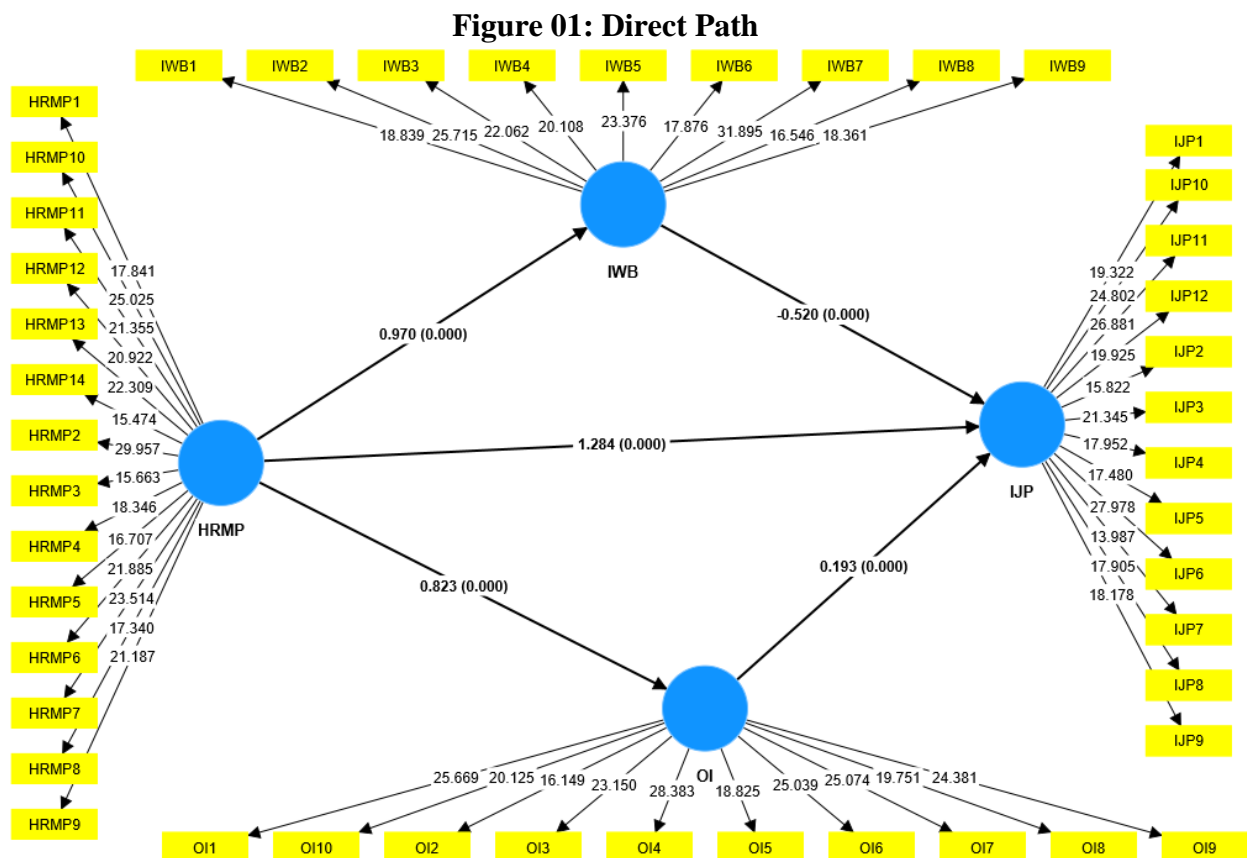 Figure 01: Direct Path
IWB1 IWB2 IWB3 IWB4 IWB5 IWB6 IWB7 IWB8 IWB9
18.839 25.715 22.062 20.108 23.376 17.876 31.895 16.546 18.361
IWB
HRMP1
HRMP10
HRMP11
HRMP12
HRMP13
HRMP14
HRMP2
HRMP3
HRMP4
HRMP5
HRMP6
HRMP7
HRMP8
HRMP9
17.841
25.025
21.355
20.922
22.309
15.474
29.957
15.663
18.346
16.707
21.885
23.514
17.340
21.187
HRMP
0.970 (0.000)
-0.520 (0.000)
1.284 (0.000)
0.823 (0.000)
0.193 (0.000)
IJP
19.322
24.802
26.881
19.925
15.822
21.345
17.952
17.480
27.978
13.987
17.905
18.178
IJP1
IJP10
IJP11
IJP12
IJP2
IJP3
IJP4
IJP5
IJP6
IJP7
IJP8
IJP9
OI
25.669 20.125 16.149 23.150 28.383 18.825 25.039 25.074 19.751 24.381
OI1 OI10 OI2 OI3 OI4 OI5 OI6 OI7 OI8 OI9